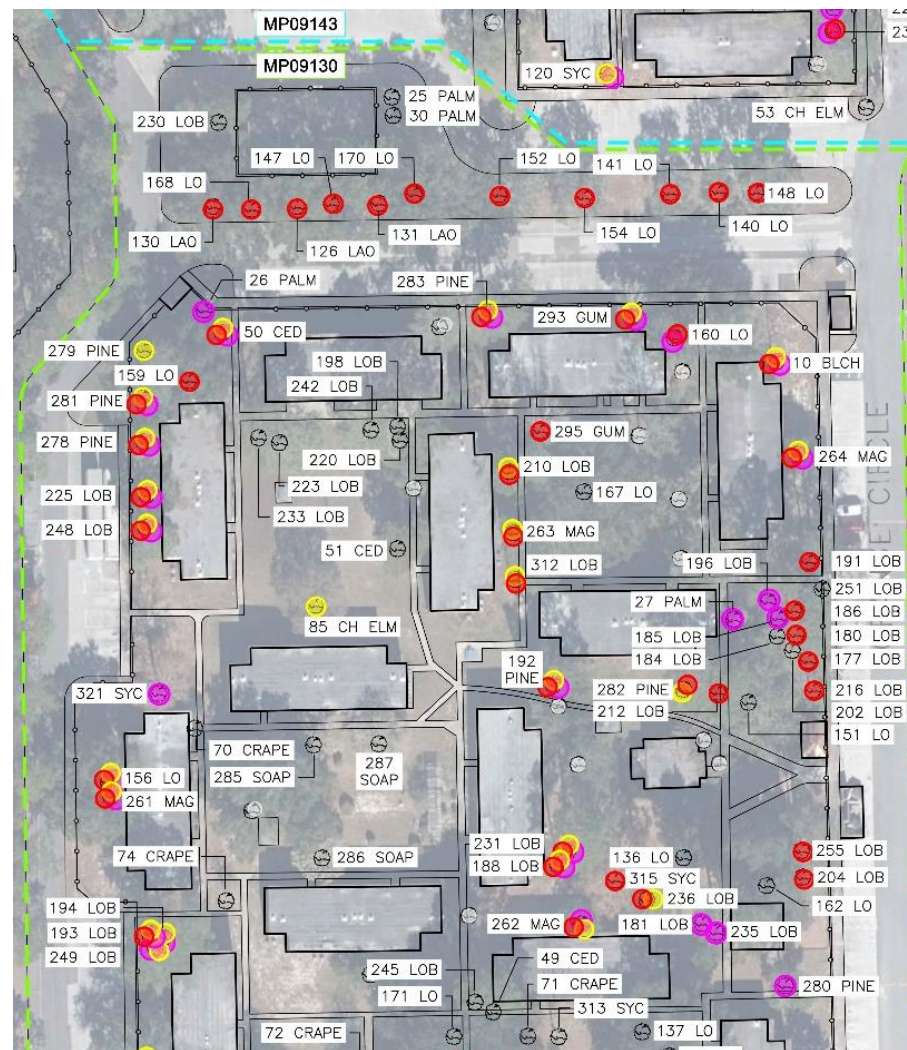 MP09143
MP09130
120 SYC
25 PALM
30 PALM
53 CH ELM
230 LOB
147 LO
170 LO
152 LO
141 LO
168 LO
148 LO
130 LAO
126 LAO
131 LAO
154 LO
140 LO
26 PALM
283 PINE
50 CED
293 GUM
160 LO
279 PINE
198 LOB
10 BLCH
159 LO
242 LOB
281 PINE
278 PINE
295 GUM
264 MAG
220 LOB
210 LOB
223 LOB
167 LO
225 LOB
233 LOB
248 LOB
263 MAG
51 CED
312 LOB
196 LOB
191 LOB
251 LOB
27 PALM
186 LOB
85 CH ELM
185 LOB
180 LOB
184 LOB
177 LOB
192
PINE
282 PINE
216 LOB
321 SYC
212 LOB
202 LOB
151 LO
70 CRAPE
285 SOAP
287
SOAP
156 LO
261 MAG
231 LOB
188 LOB
74 CRAPE
286 SOAP
136 LO
255 LOB
315 SYC
204 LOB
194 LOB
236 LOB
162 LO
193 LOB
262 MAG
181 LOB
235 LOB
249 LOB
49 CED
245 LOB
280 PINE
171 LO
71 CRAPE
313 SYC
72 CRAPE
137 LO
CIRCLE